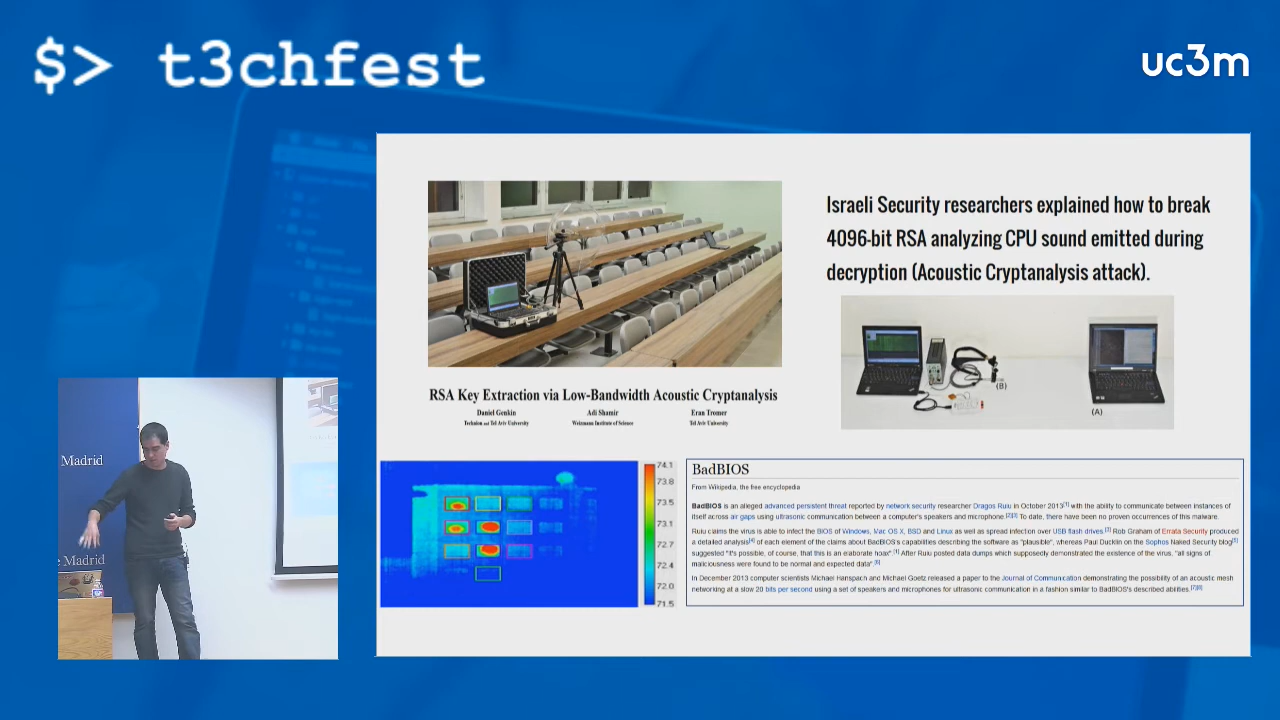 $> t3chfest
uc3m
Israeli Security researchers explained how to break
4096-bit RSA analyzing CPU sound emitted during
decryption (Acoustic Cryptanalysis attack).
RSA Key Extraction via Low-Bandwidth Acoustic Cryptanalysis
Daniel Genkin
Adi Shamir
Eran Tromer
Technion and Tel Aviv University
Weizmann Institute of Science
Tel Aviv University
(B)
(A)
74.1
73.8
73.5
73.1
72.7
72.4
72.0
71.5
BadBIOS
From Wikipedia, the free encyclopedia
BadBIOS is an alleged advanced persistent threat reported by network security researcher Dragos Ruiu in October 2013[1] with the ability to communicate between instances of
itself across air gaps using ultrasonic communication between a computer's speakers and microphone.[2][3] To date, there have been no proven occurrences of this malware.
Ruiu claims the virus is able to infect the BIOS of Windows, Mac OS X, BSD and Linux as well as spread infection over USB flash drives.[3] Rob Graham of Errata Security produced
a detailed analysis[4] of each element of the claims about BadBIOS's capabilities describing the software as "plausible", whereas Paul Ducklin on the Sophos Naked Security blog[5]
suggested "It's possible, of course, that this is an elaborate hoax".[1] After Ruiu posted data dumps which supposedly demonstrated the existence of the virus, "all signs of
maliciousness were found to be normal and expected data".[6]
In December 2013 computer scientists Michael Hanspach and Michael Goetz released a paper to the Journal of Communication demonstrating the possibility of an acoustic mesh
networking at a slow 20 bits per second using a set of speakers and microphones for ultrasonic communication in a fashion similar to BadBIOS's described abilities.[7][8]
Madrid
Madrid